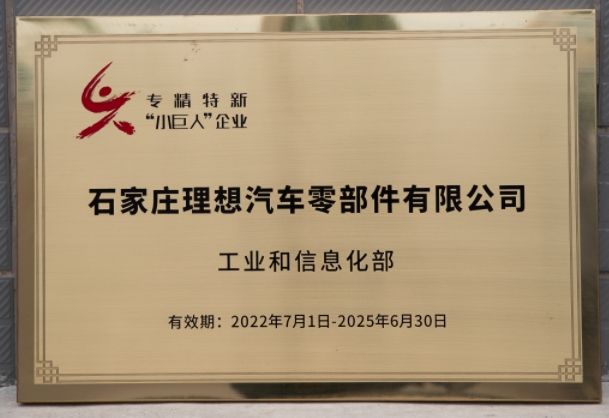 专精特新
“小巨人”企业
石家庄理想汽车零部件有限公司
工业和信息化部
有效期：2022年7月1日-2025年6月30日